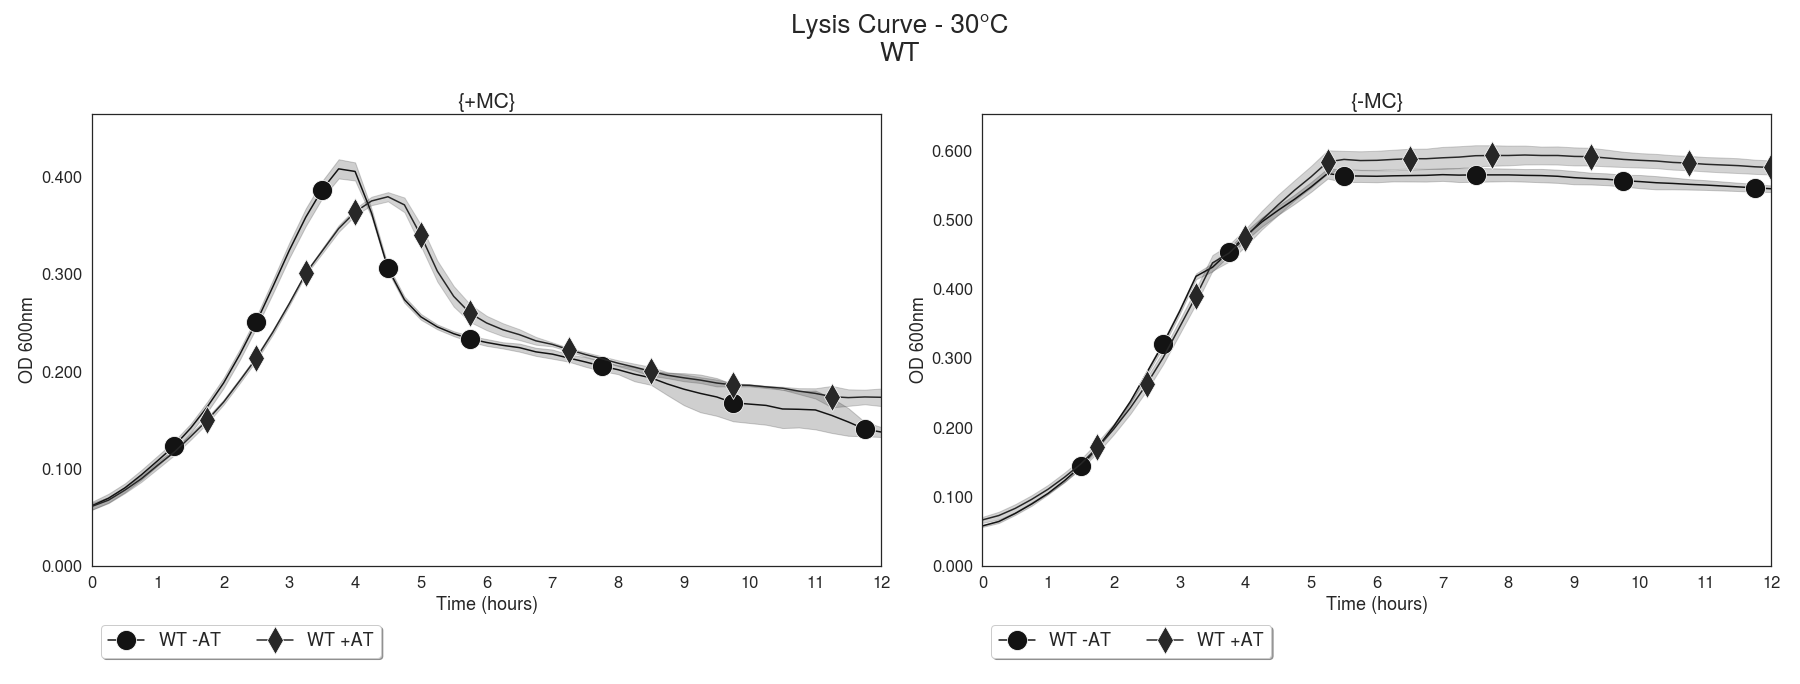 Lysis Curve - 30°C
WT
{+MC}
OD 600nm
0.400
0.300
0.200
0.100
0.000
0 1 2 3 4 5 6 7 8 9 10 11 12
Time (hours)
WT -AT WT +AT
{-MC}
OD 600nm
0.600
0.500
0.400
0.300
0.200
0.100
0.000
0 1 2 3 4 5 6 7 8 9 10 11 12
Time (hours)
WT -AT WT +AT